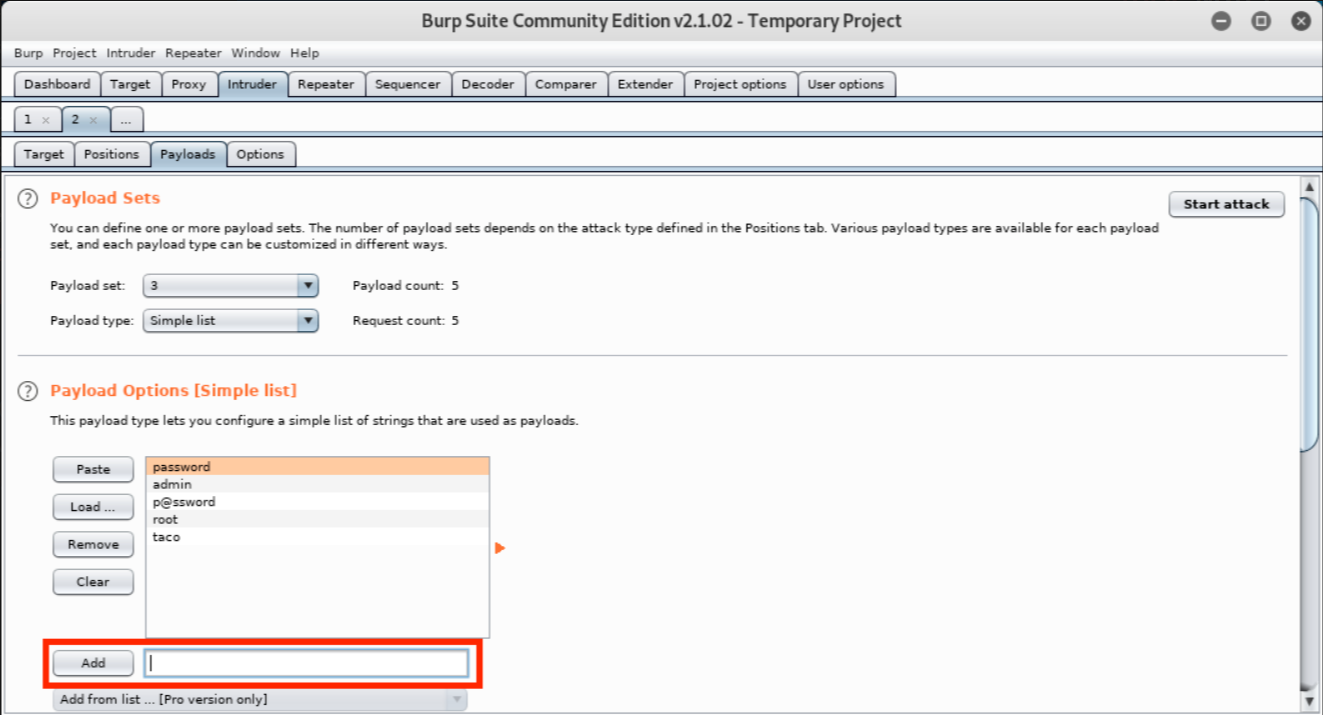 Burp Suite Community Edition v2.1.02 - Temporary Project
Burp Project Intruder Repeater Window Help
Dashboard Target Proxy Intruder Repeater Sequencer Decoder Comparer Extender Project options User options
1 × 2 × ...
Target Positions Payloads Options
? Payload Sets
Start attack
You can define one or more payload sets. The number of payload sets depends on the attack type defined in the Positions tab. Various payload types are available for each payload
set, and each payload type can be customized in different ways.
Payload set: 3 Payload count: 5
Payload type: Simple list Request count: 5
? Payload Options [Simple list]
This payload type lets you configure a simple list of strings that are used as payloads.
Paste
Load ...
Remove
Clear
password
admin
p@ssword
root
taco
Add
Add from list ... [Pro version only]